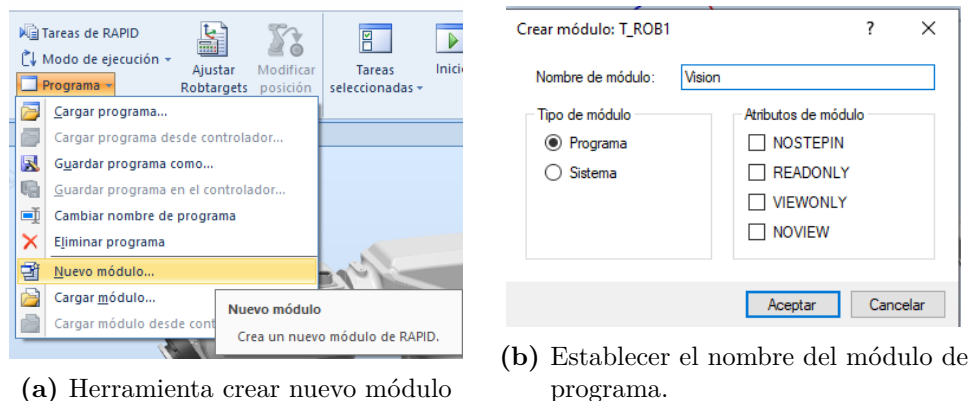 Tareas de RAPID
Modo de ejecución
Programa
Ajustar
Robtargets
Modificar
posición
Tareas
seleccionadas
Cargar programa...
Cargar programa desde controlador...
Guardar programa como...
Guardar programa en el controlador...
Cambiar nombre de programa
Eliminar programa
Nuevo módulo...
Cargar módulo...
Cargar módulo desde
Nuevo módulo
Crea un nuevo módulo de RAPID.
(a) Herramienta crear nuevo módulo
Crear módulo: T_ROB1 ? X
Nombre de módulo: Vision
Tipo de módulo
Programa
Sistema
Atributos de módulo
NOSTEPIN
READONLY
VIEWONLY
NOVIEW
Aceptar Cancelar
(b) Establecer el nombre del módulo de
programa.